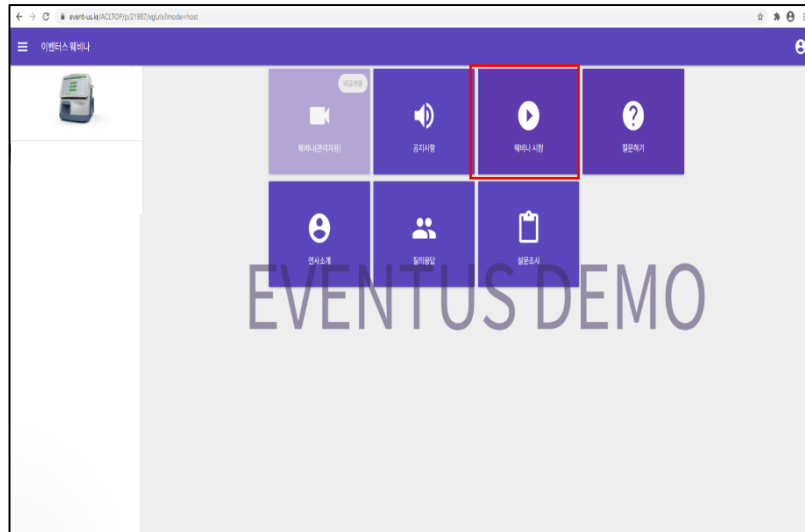 event-us.kr/ACLTOP/p/21987/vgLris?mode=host
이벤터스 웨비나
비공개중
웨비나(관리자용)
공지사항
웨비나 시청
질문하기
연사소개
질의응답
설문조사
EVENTUS DEMO